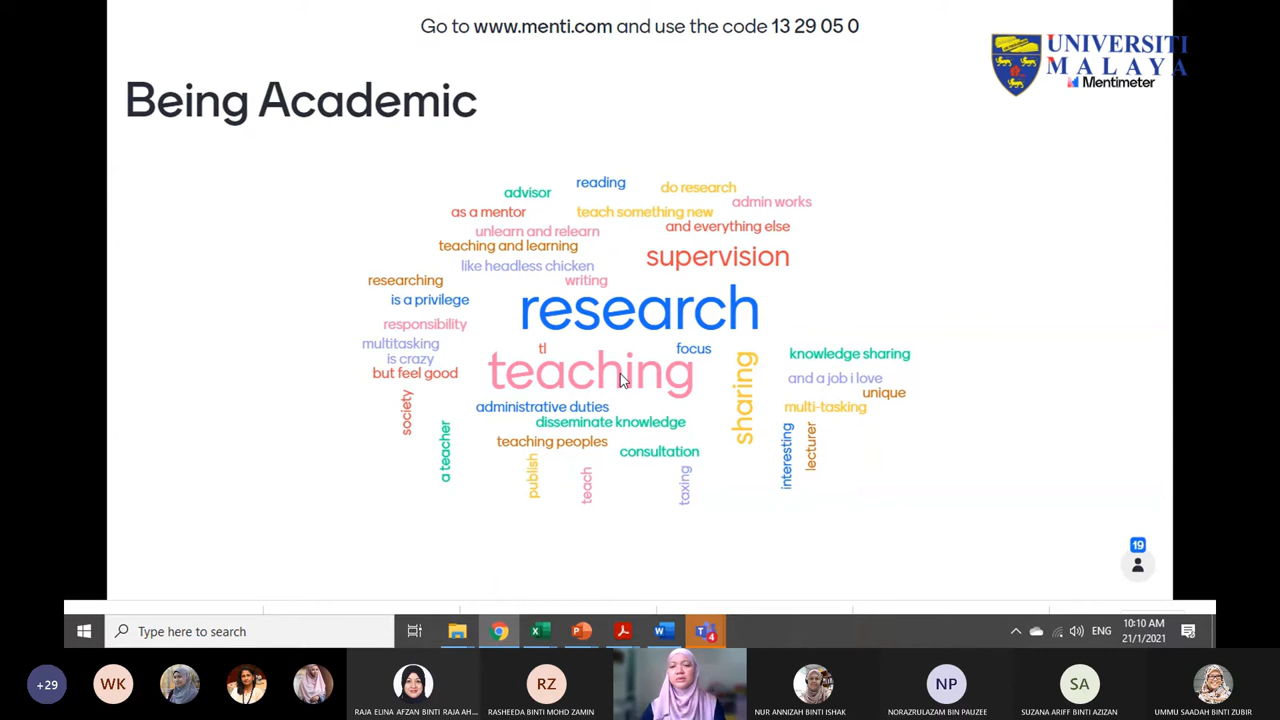 Go to www.menti.com and use the code 13 29 05 0
UNIVERSITI
MALAYA
Mentimeter
Being Academic
reading
do research
advisor
admin works
as a mentor
teach something new
and everything else
unlearn and relearn
teaching and learning
supervision
like headless chicken
researching
writing
is a privilege
research
responsibility
multitasking
tl
focus
knowledge sharing
is crazy
but feel good
teaching
sharing
and a job i love
unique
society
administrative duties
multi-tasking
disseminate knowledge
a teacher
teaching peoples
consultation
interesting
lecturer
publish
teach
taxing
19
Type here to search
4
ENG
10:10 AM
21/1/2021
+29
WK
RZ
NP
SA
RAJA ELINA AFZAN BINTI RAJA AH...
RASHEEDA BINTI MOHD ZAMIN
NUR ANNIZAH BINTI ISHAK
NORAZRULAZAM BIN PAUZEE
SUZANA ARIFF BINTI AZIZAN
UMMU SAADAH BINTI ZUBIR